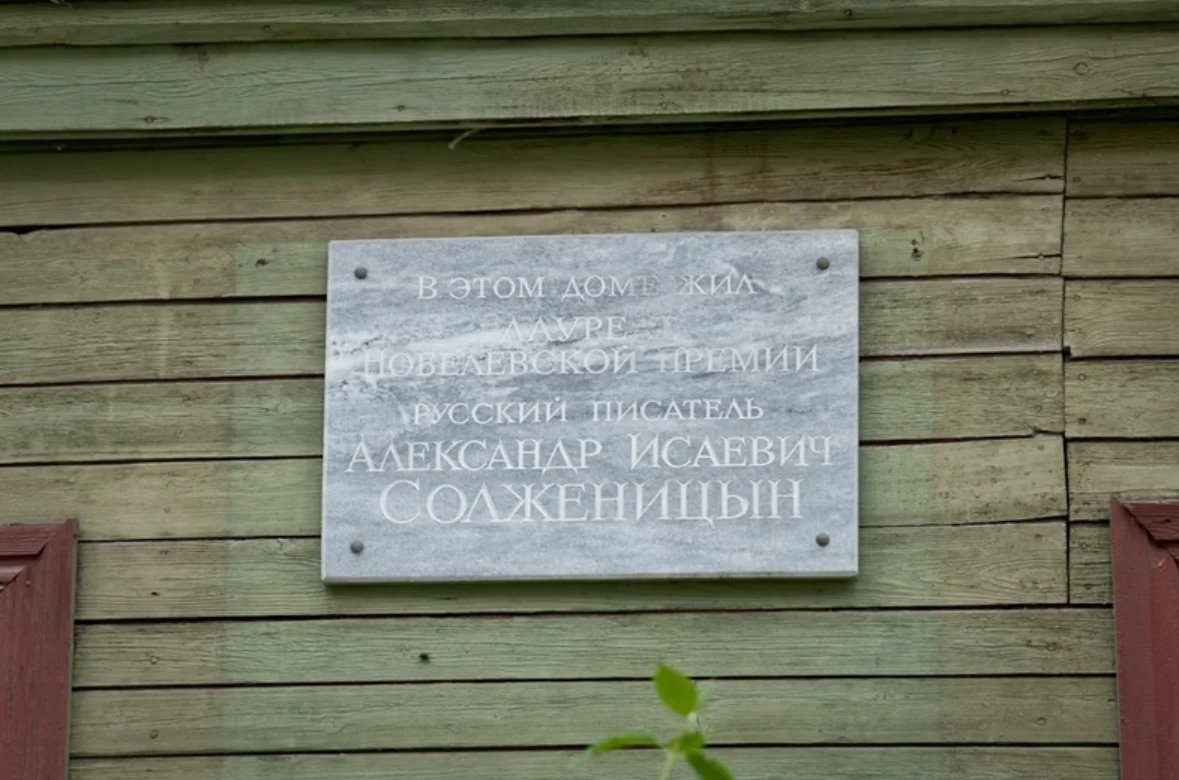 В ЭТОМ ДОМЕ ЖИЛ
ЛАУРЕАТ
НОБЕЛЕВСКОЙ ПРЕМИИ
РУССКИЙ ПИСАТЕЛЬ
АЛЕКСАНДР ИСАЕВИЧ
СОЛЖЕНИЦЫН